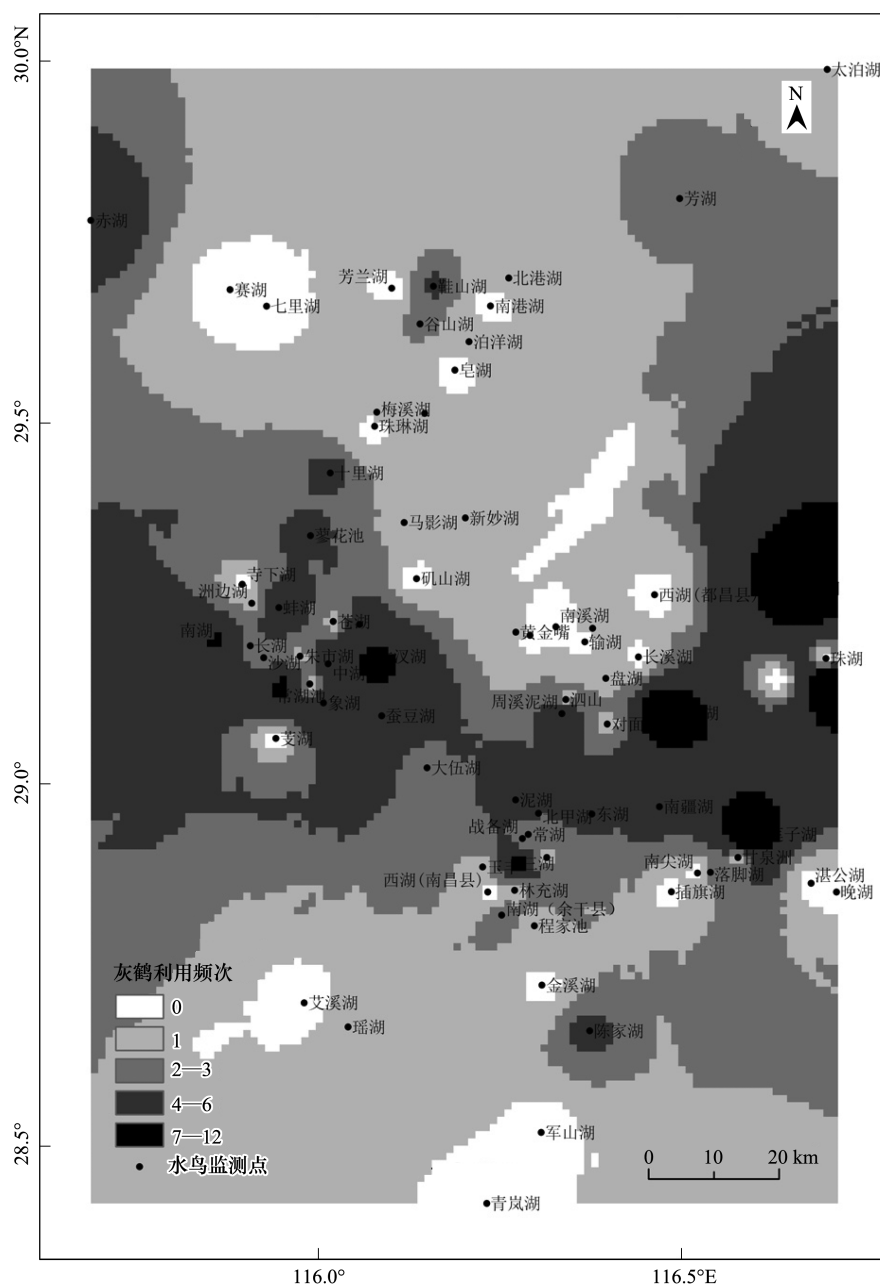 30.0°N
太泊湖
N
芳湖
赤湖
芳兰湖
鞋山湖
北港湖
赛湖
七里湖
南港湖
谷山湖
泊洋湖
皂湖
29.5°
梅溪湖
珠琳湖
十里湖
马影湖
新妙湖
蓼花池
寺下湖
矶山湖
洲边湖
西湖(都昌县)
蚌湖
南溪湖
南湖
苍湖
黄金嘴
输湖
长湖
沙湖
朱市湖
汊湖
长溪湖
珠湖
中湖
常湖池
象湖
盘湖
周溪泥湖
泗山
蚕豆湖
对面
湖
芰湖
29.0°
大伍湖
泥湖
北甲湖
东湖
南疆湖
战备湖
常湖
子湖
三湖
甘泉洲
南尖湖
落脚湖
湛公湖
西湖(南昌县)
林充湖
插旗湖
晚湖
南湖（余干县）
程家池
灰鹤利用频次
0
1
2—3
4—6
7—12
水鸟监测点
艾溪湖
瑶湖
金溪湖
陈家湖
28.5°
军山湖
0 10 20 km
青岚湖
116.0°
116.5°E